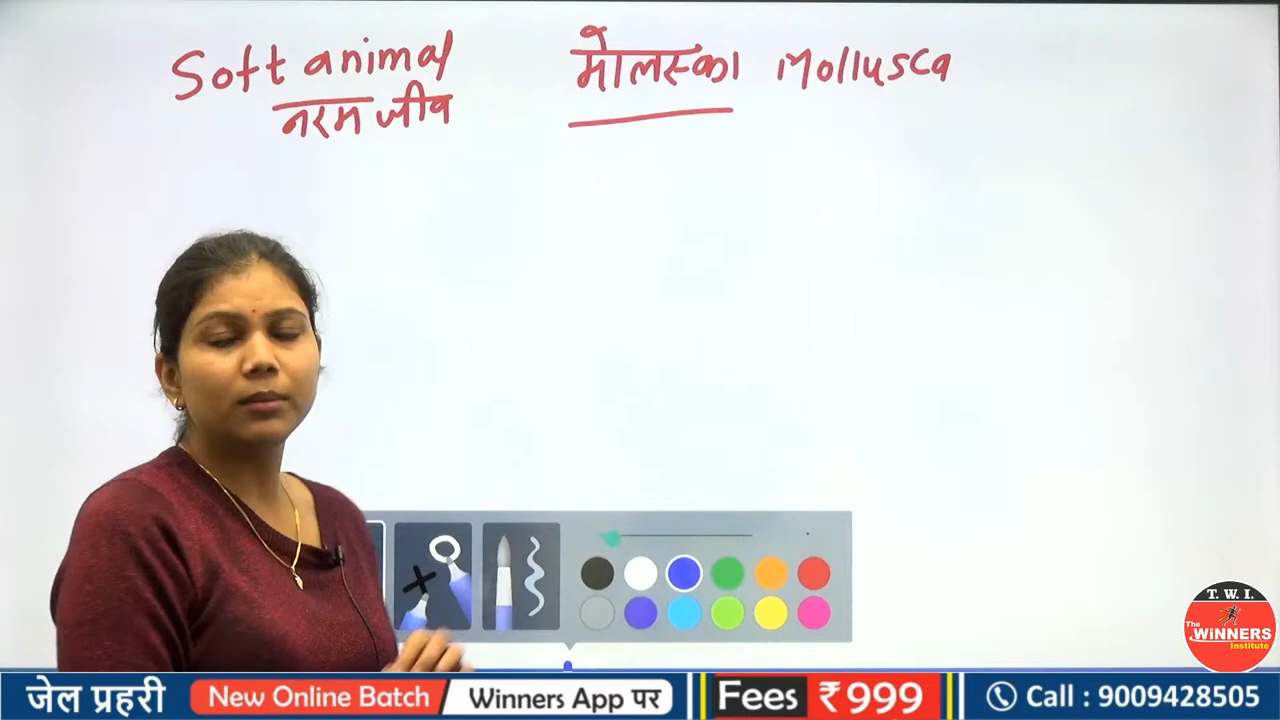 Soft animal मोलस्का Mollusca
नरम जीव
T. W. I.
The
WiNNERS
Institute
जेल प्रहरी New Online Batch Winners App पर Fees ₹999 Call : 9009428505